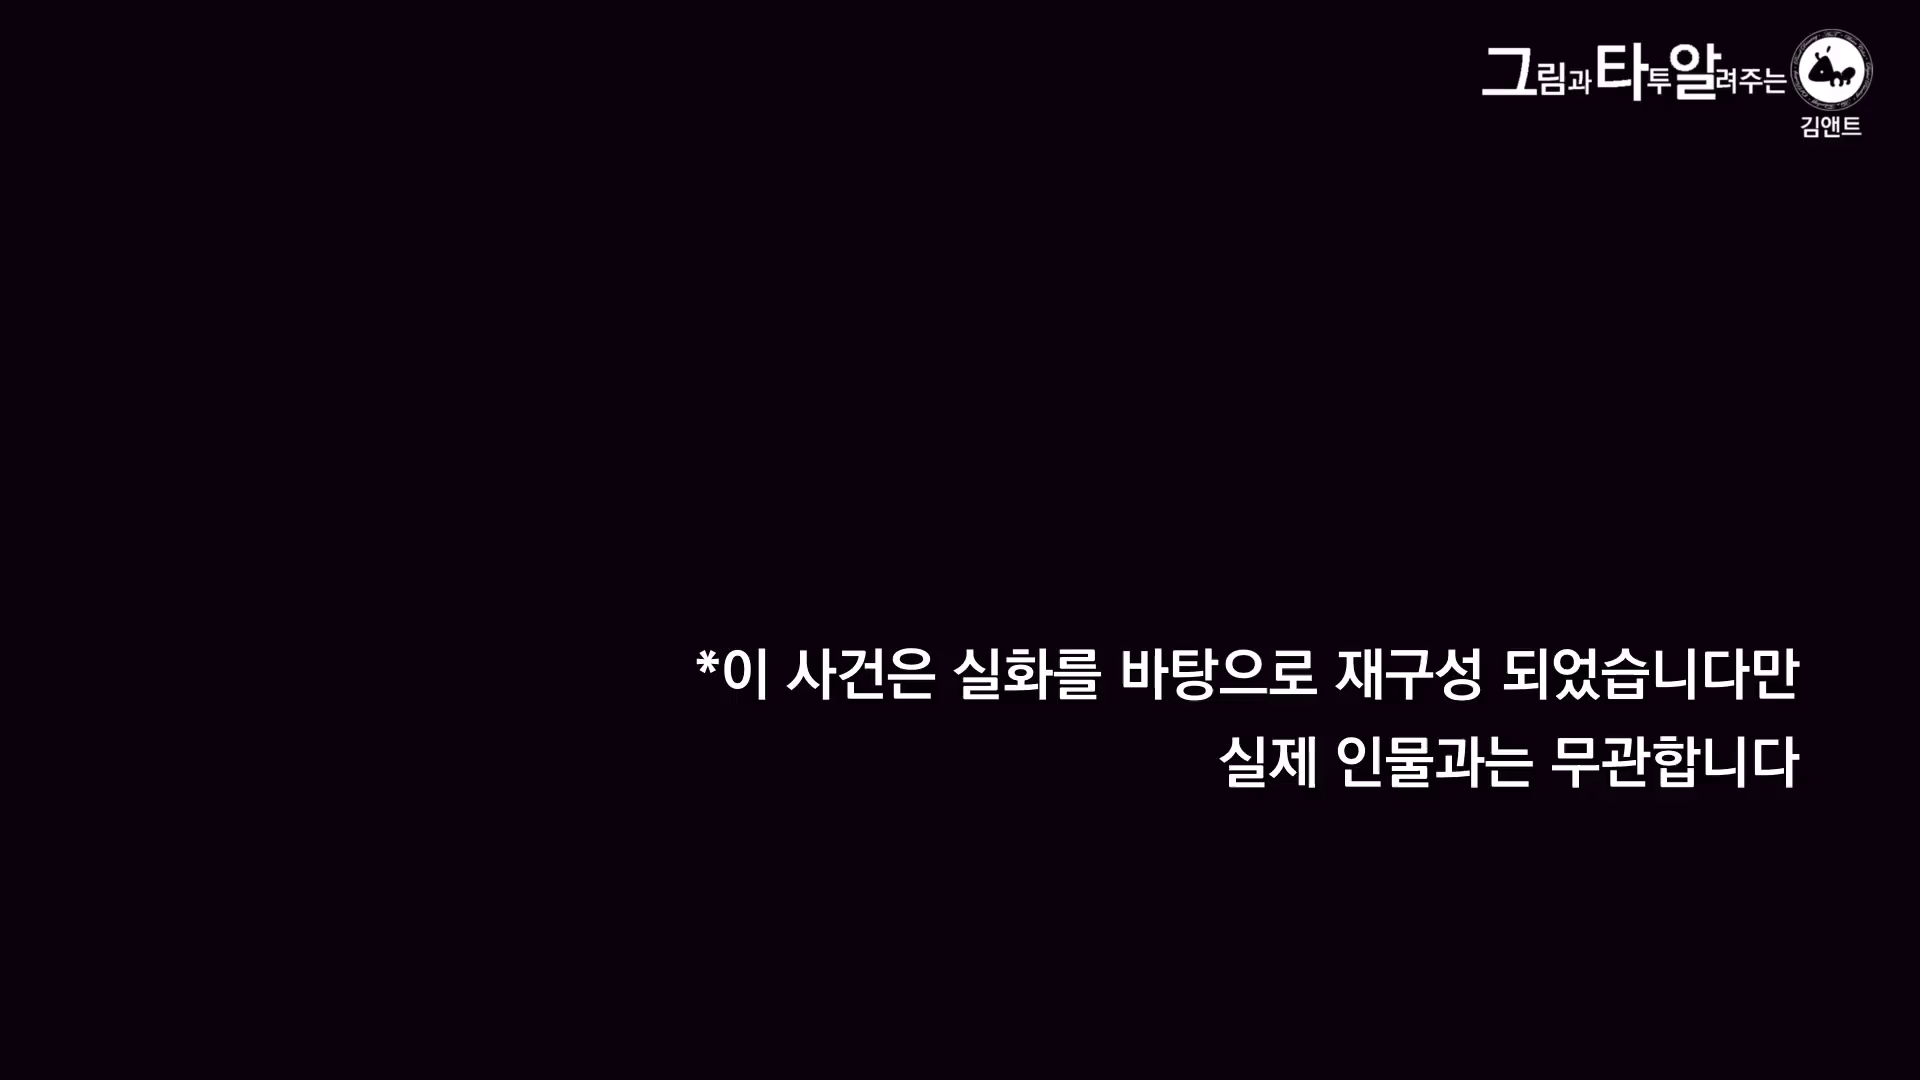 그림과 타투 알려주는
김앤트
*이 사건은 실화를 바탕으로 재구성 되었습니다만
실제 인물과는 무관합니다